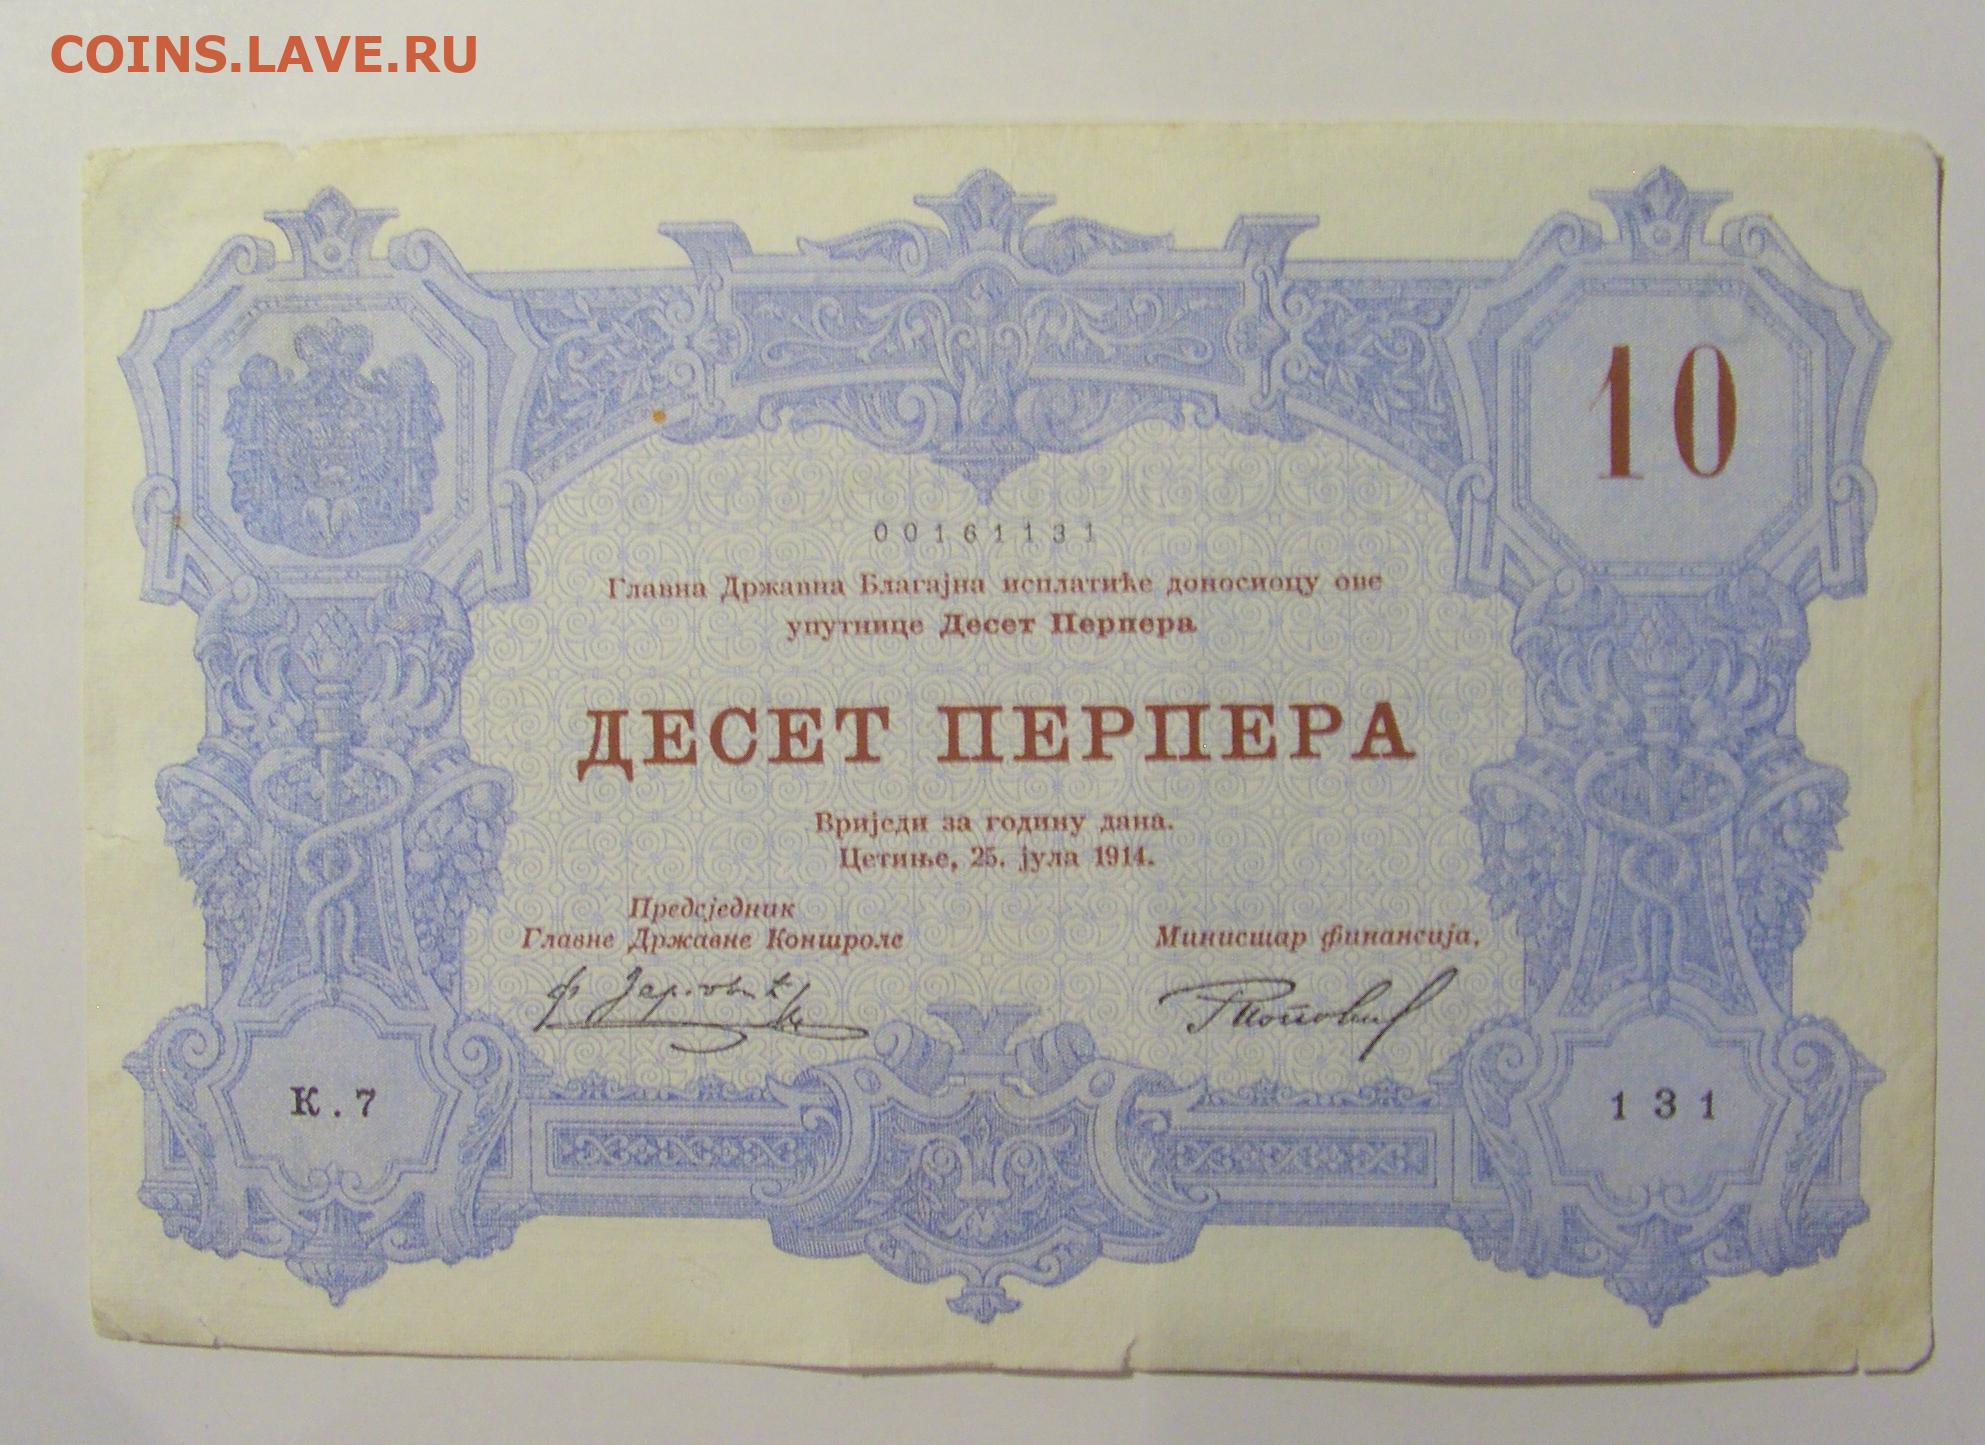 COINS.LAVE.RU
10
00161131
Главна Државна Благајна исплатиће доносиоцу ове
упутнице Десет Перпера
ДЕСЕТ ПЕРПЕРА
Вриједи за годину дана.
Цетиње, 25. јула 1914.
Предсједник
Главне Државне Контроле
Министар финансија,
К.7
131